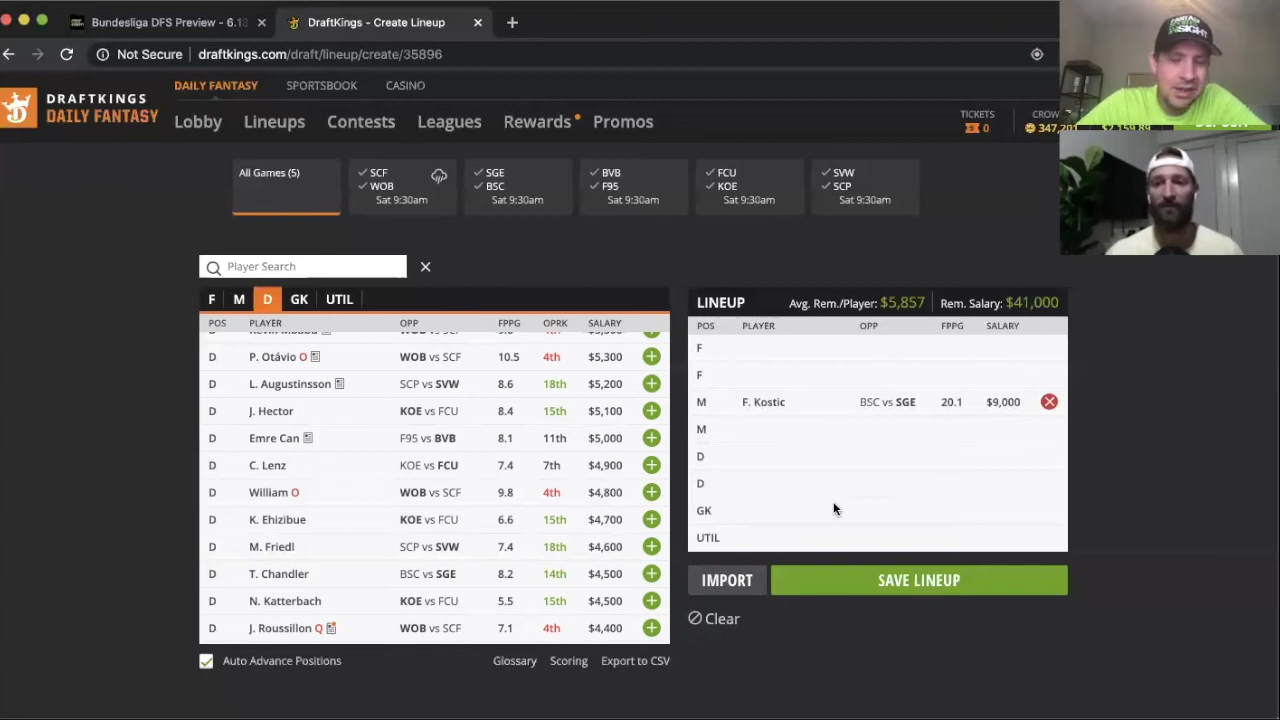 Bundesliga DFS Preview - 6.13
DraftKings - Create Lineup
Not Secure draftkings.com/draft/lineup/create/35896
DAILY FANTASY SPORTSBOOK CASINO
DRAFTKINGS
DAILY FANTASY
Lobby Lineups Contests Leagues Rewards Promos
TICKETS
0
347,201
$2,159.89
All Games (5)
SCF
WOB
Sat 9:30am
SGE
BSC
Sat 9:30am
BVB
F95
Sat 9:30am
FCU
KOE
Sat 9:30am
SVW
SCP
Sat 9:30am
Player Search
F M D GK UTIL
POS PLAYER OPP FPPG OPRK SALARY
D P. Otávio O WOB vs SCF 10.5 4th $5,300
D L. Augustinsson SCP vs SVW 8.6 18th $5,200
D J. Hector KOE vs FCU 8.4 15th $5,100
D Emre Can F95 vs BVB 8.1 11th $5,000
D C. Lenz KOE vs FCU 7.4 7th $4,900
D William O WOB vs SCF 9.8 4th $4,800
D K. Ehizibue KOE vs FCU 6.6 15th $4,700
D M. Friedl SCP vs SVW 7.4 18th $4,600
D T. Chandler BSC vs SGE 8.2 14th $4,500
D N. Katterbach KOE vs FCU 5.5 15th $4,500
D J. Roussillon Q WOB vs SCF 7.1 4th $4,400
Auto Advance Positions Glossary Scoring Export to CSV
LINEUP Avg. Rem./Player: $5,857 Rem. Salary: $41,000
POS PLAYER OPP FPPG SALARY
F
F
M F. Kostic BSC vs SGE 20.1 $9,000
M
D
D
GK
UTIL
IMPORT SAVE LINEUP
Clear
INSIGHT